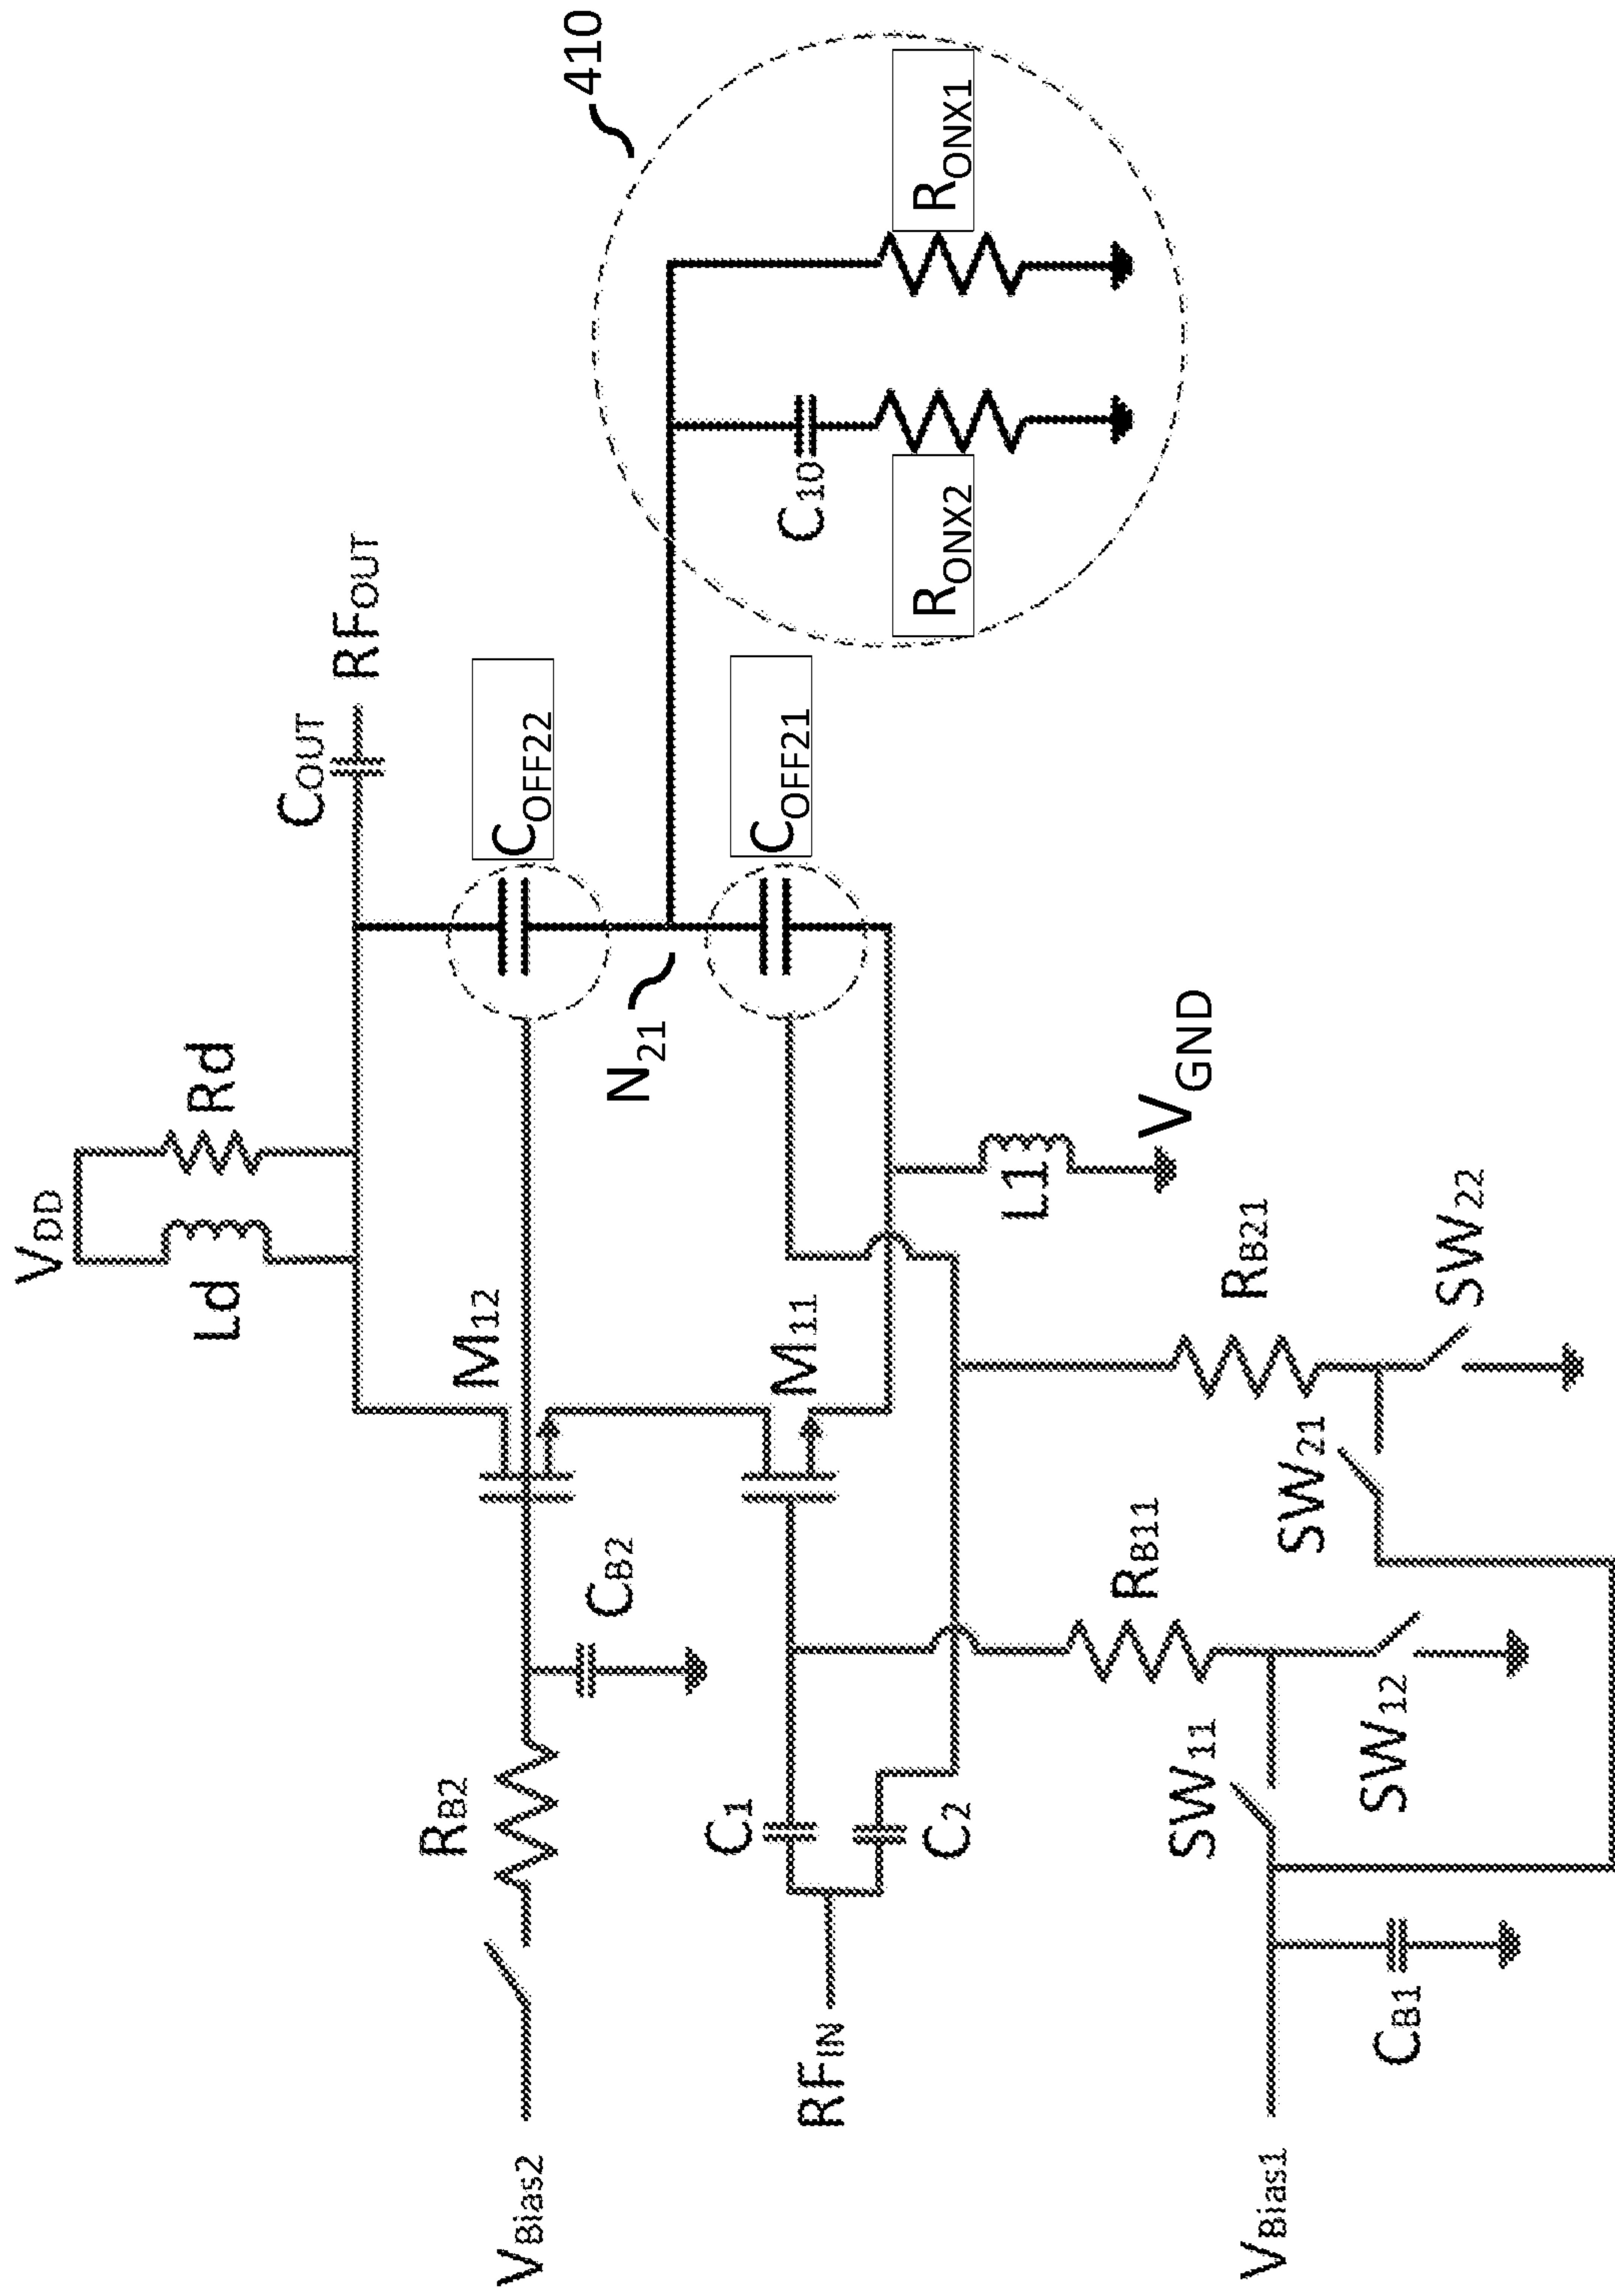 V_DD
Ld
Rd
C_OUT
RF_OUT
410
V_Bias2
R_B2
C_B2
M_12
C_OFF22
N_21
C_OFF21
C_10
R_ONX2
R_ONX1
RF_IN
C_1
C_2
M_11
L1
V_GND
V_Bias1
C_B1
SW_11
SW_12
R_B11
SW_21
R_B21
SW_22